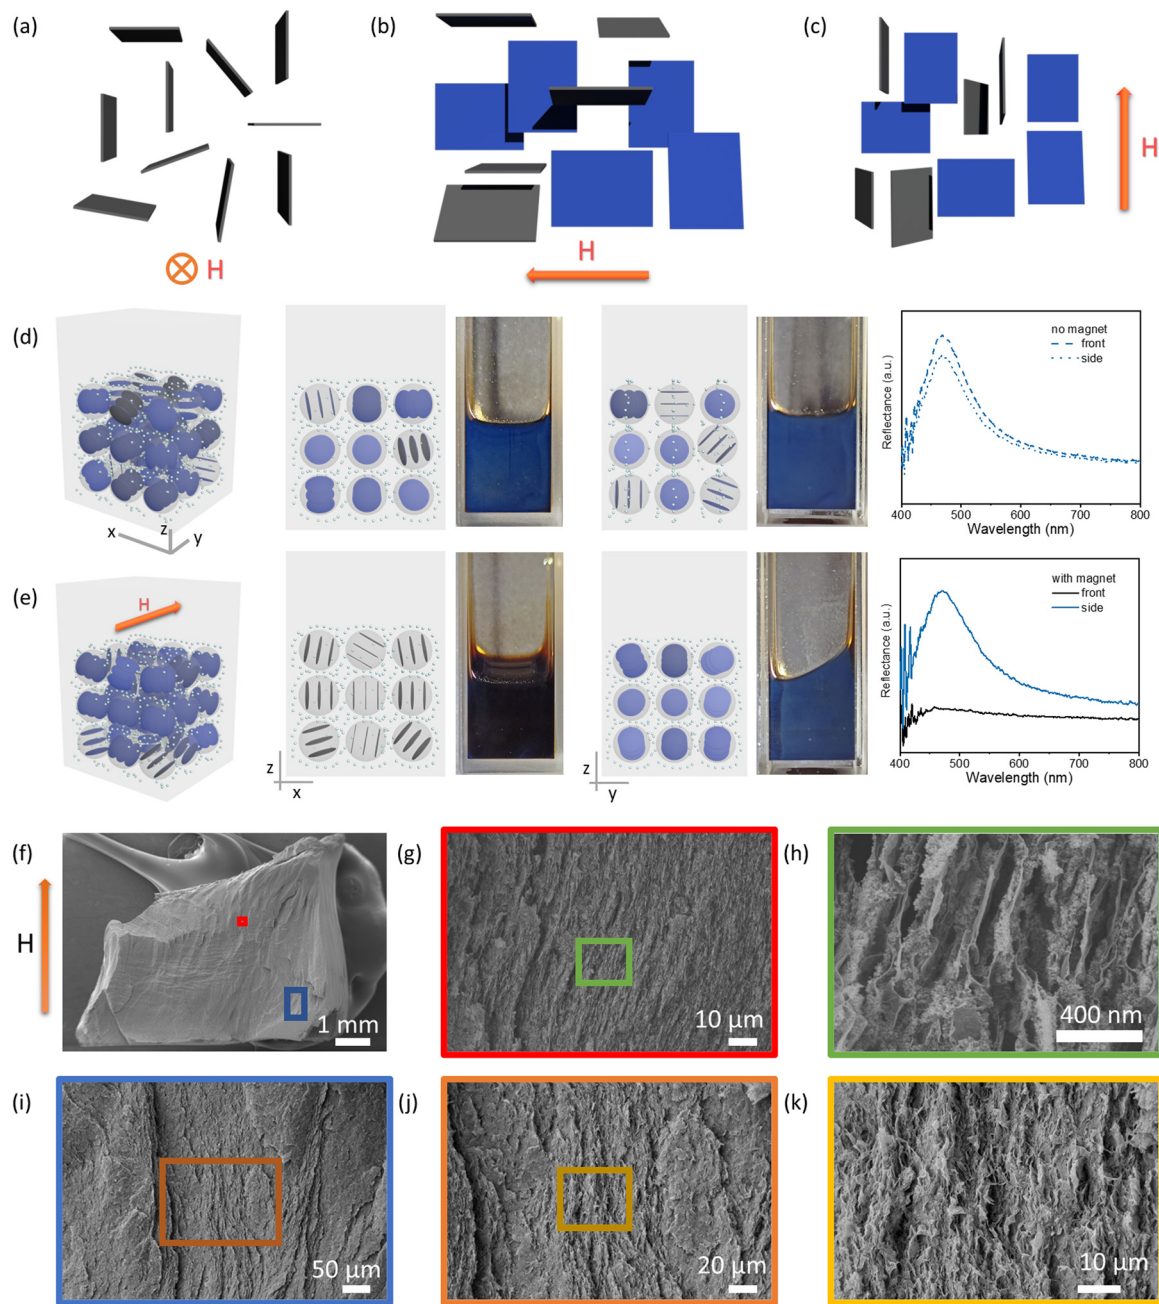 (a)
(b)
(c)
H
H
H
(d)
x
z
y
Reflectance (a.u.)
no magnet
front
side
400
500
600
700
800
Wavelength (nm)
(e)
H
z
x
z
y
Reflectance (a.u.)
with magnet
front
side
400
500
600
700
800
Wavelength (nm)
(f)
H
1 mm
(g)
10 µm
(h)
400 nm
(i)
50 µm
(j)
20 µm
(k)
10 µm